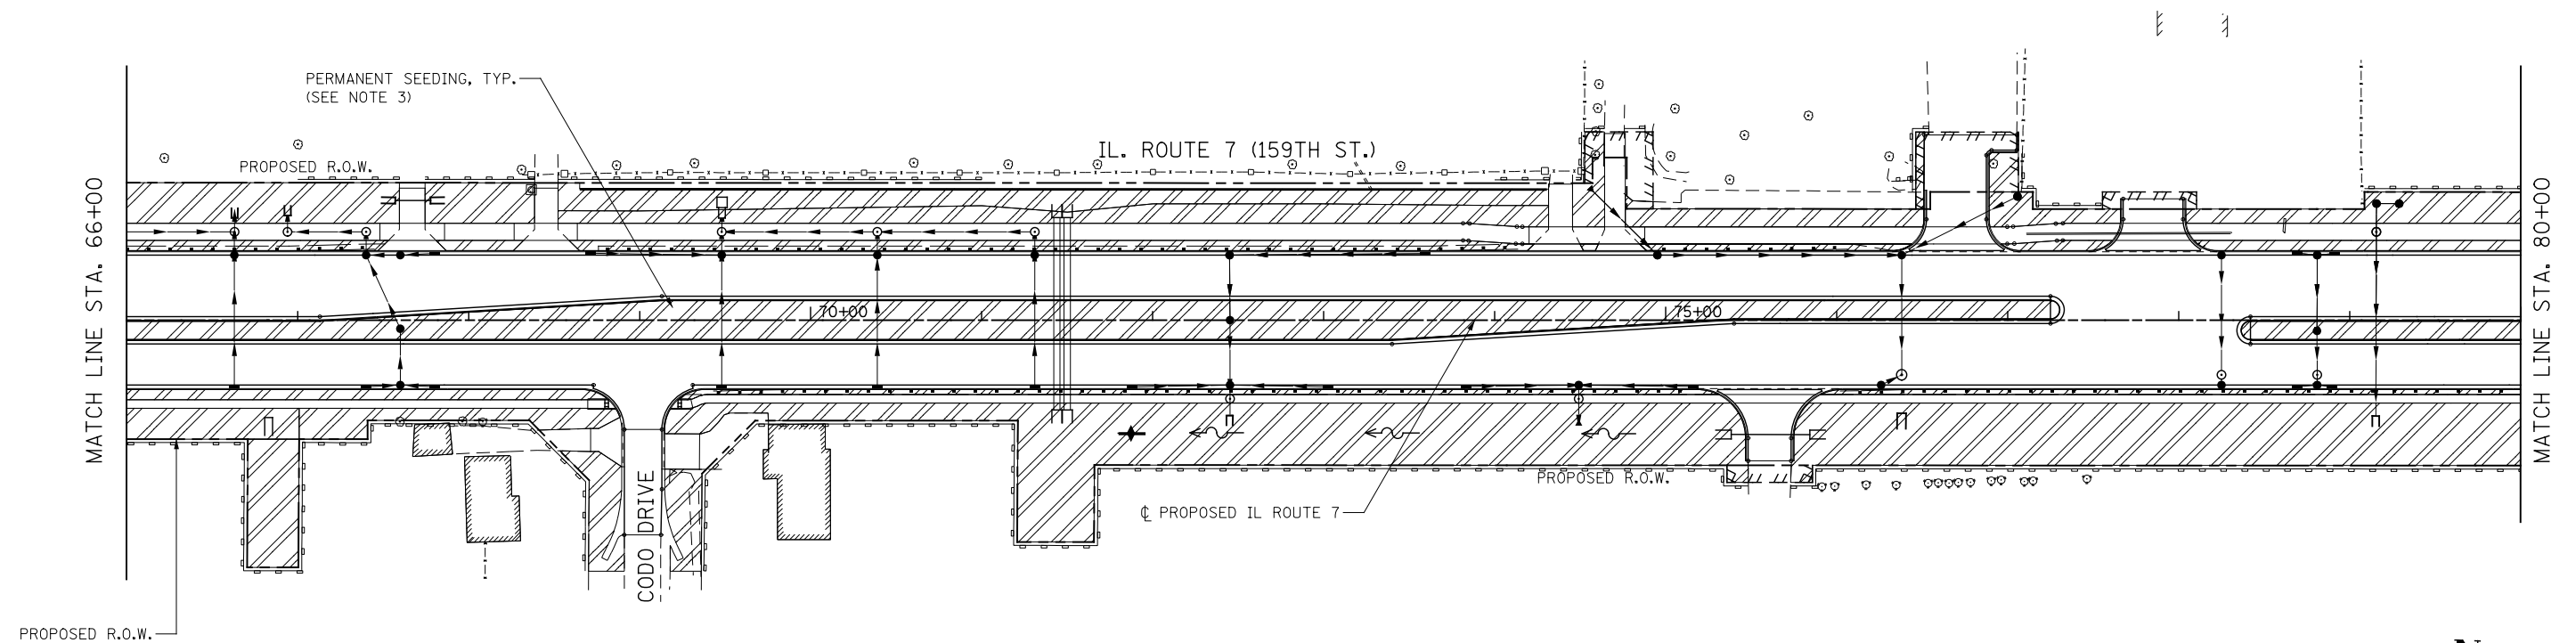 PERMANENT SEEDING, TYP.
(SEE NOTE 3)
IL. ROUTE 7 (159TH ST.)
PROPOSED R.O.W.
MATCH LINE STA. 66+00
MATCH LINE STA. 80+00
70+00
75+00
PROPOSED R.O.W.
℄ PROPOSED IL ROUTE 7
CODO DRIVE
PROPOSED R.O.W.